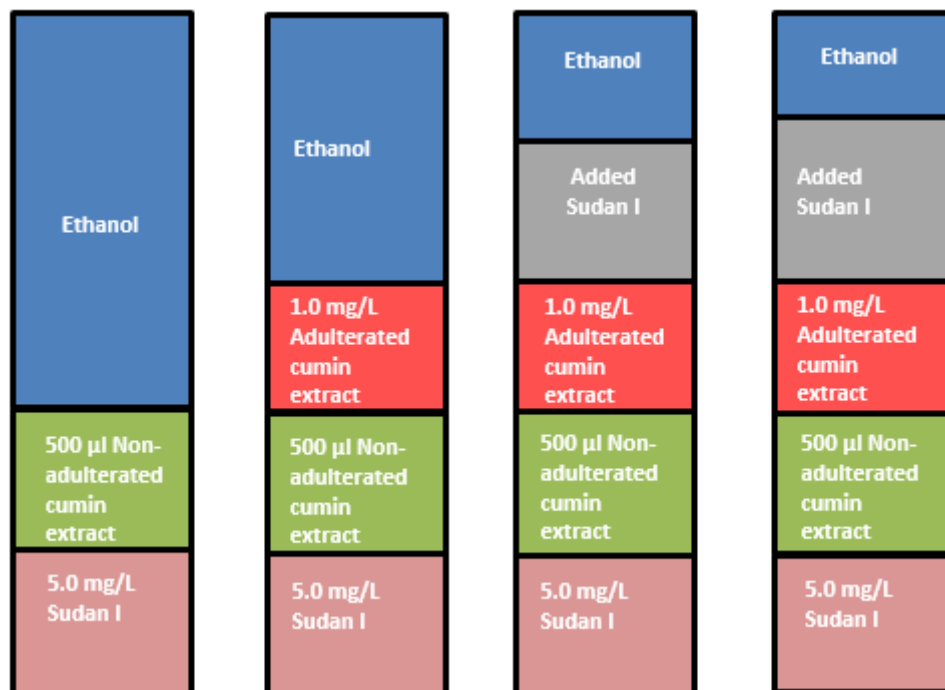 Ethanol
500 µl Non-
adulterated
cumin
extract
5.0 mg/L
Sudan I
Ethanol
1.0 mg/L
Adulterated
cumin
extract
500 µl Non-
adulterated
cumin
extract
5.0 mg/L
Sudan I
Ethanol
Added
Sudan I
1.0 mg/L
Adulterated
cumin
extract
500 µl Non-
adulterated
cumin
extract
5.0 mg/L
Sudan I
Ethanol
Added
Sudan I
1.0 mg/L
Adulterated
cumin
extract
500 µl Non-
adulterated
cumin
extract
5.0 mg/L
Sudan I